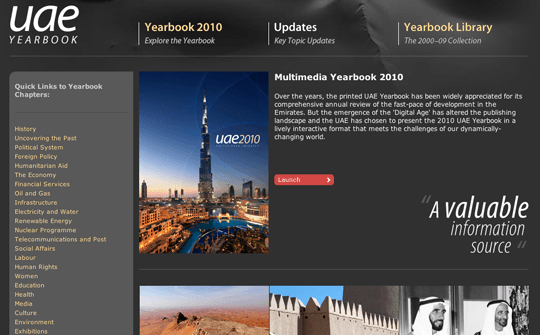 uae
YEARBOOK
Yearbook 2010
Explore the Yearbook
Updates
Key Topic Updates
Yearbook Library
The 2000-09 Collection
Quick Links to Yearbook
Chapters:
History
Uncovering the Past
Political System
Foreign Policy
Humanitarian Aid
The Economy
Financial Services
Oil and Gas
Infrastructure
Electricity and Water
Renewable Energy
Nuclear Programme
Telecommunications and Post
Social Affairs
Labour
Human Rights
Women
Education
Health
Media
Culture
Environment
Exhibitions
uae2010
Multimedia Yearbook 2010
Over the years, the printed UAE Yearbook has been widely appreciated for its
comprehensive annual review of the fast-pace of development in the
Emirates. But the emergence of the 'Digital Age' has altered the publishing
landscape and the UAE has chosen to present the 2010 UAE Yearbook in a
lively interactive format that meets the challenges of our dynamically-
changing world.
Launch
“A valuable
information
source “